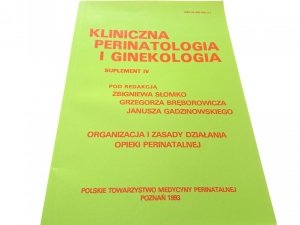 KLINICZNA
PERINATOLOGIA
I GINEKOLOGIA
SUPLEMENT IV
POD REDAKCJĄ
ZBIGNIEWA SŁOMKO
GRZEGORZA BRĘBOROWICZA
JANUSZA GADZINOWSKIEGO
ORGANIZACJA I ZASADY DZIAŁANIA
OPIEKI PERINATALNEJ
POLSKIE TOWARZYSTWO MEDYCYNY PERINATALNEJ
POZNAŃ 1993